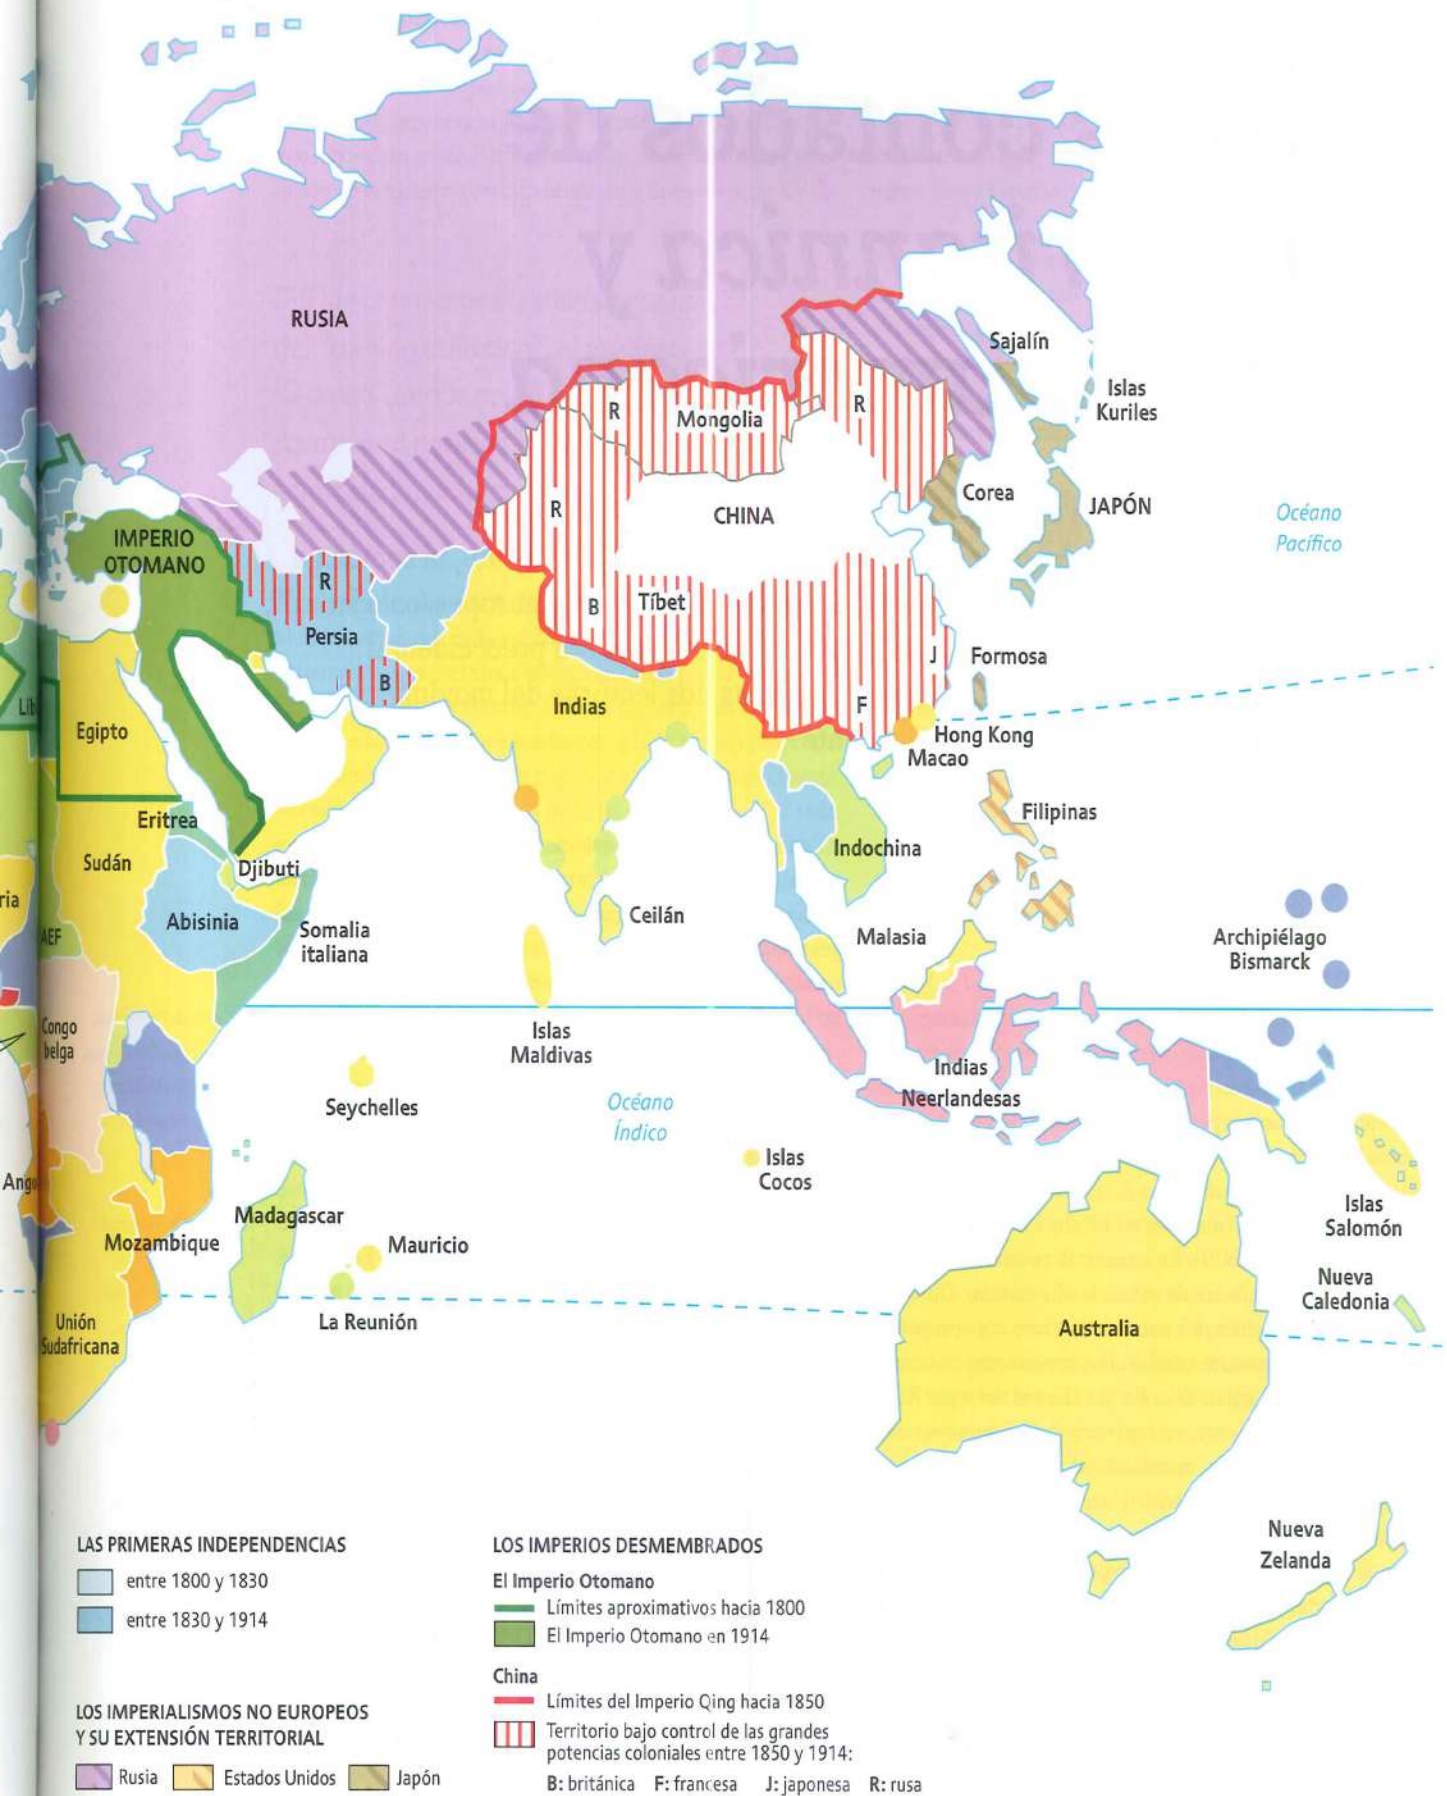 RUSIA
Sajalín
Islas
Kuriles
R
Mongolia
R
R
CHINA
Corea
JAPÓN
Océano
Pacífico
IMPERIO
OTOMANO
R
Persia
B
B
Tíbet
J
F
Formosa
Indias
Hong Kong
Macao
Lib
Egipto
Eritrea
Sudán
Djibuti
Abisinia
Somalia
italiana
ria
AEF
Congo
belga
Filipinas
Indochina
Ceilán
Malasia
Archipiélago
Bismarck
Islas
Maldivas
Indias
Neerlandesas
Seychelles
Océano
Índico
Islas
Cocos
Ango
Madagascar
Mozambique
Mauricio
La Reunión
Unión
Sudafricana
Islas
Salomón
Nueva
Caledonia
Australia
Nueva
Zelanda
LAS PRIMERAS INDEPENDENCIAS
entre 1800 y 1830
entre 1830 y 1914
LOS IMPERIALISMOS NO EUROPEOS
Y SU EXTENSIÓN TERRITORIAL
Rusia Estados Unidos Japón
LOS IMPERIOS DESMEMBRADOS
El Imperio Otomano
Límites aproximativos hacia 1800
El Imperio Otomano en 1914
China
Límites del Imperio Qing hacia 1850
Territorio bajo control de las grandes
potencias coloniales entre 1850 y 1914:
B: británica F: francesa J: japonesa R: rusa